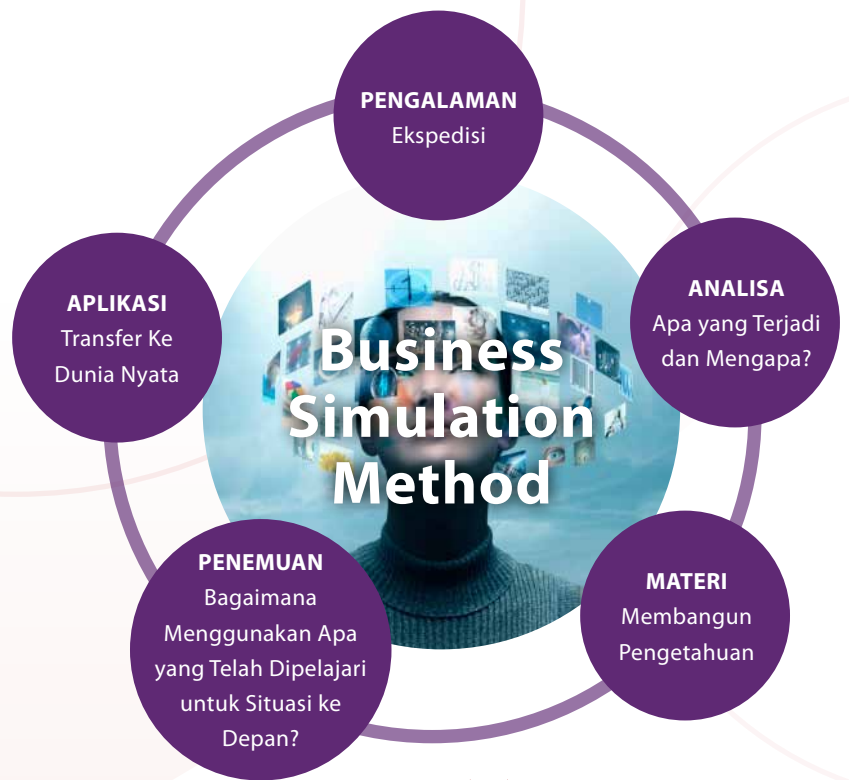 PENGALAMAN
Ekspedisi
ANALISA
Apa yang Terjadi
dan Mengapa?
MATERI
Membangun
Pengetahuan
PENEMUAN
Bagaimana
Menggunakan Apa
yang Telah Dipelajari
untuk Situasi ke
Depan?
APLIKASI
Transfer Ke
Dunia Nyata
Business
Simulation
Method